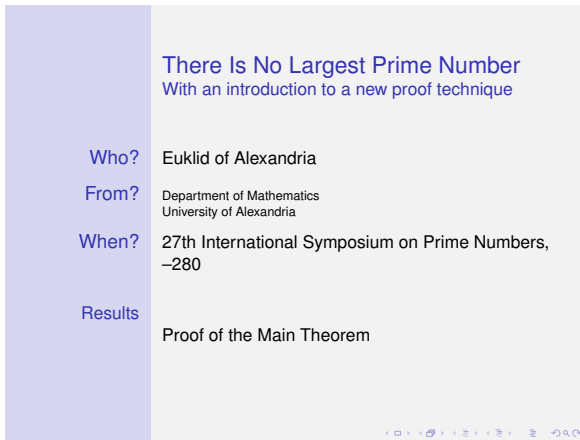 There Is No Largest Prime Number
With an introduction to a new proof technique
Who?
Euklid of Alexandria
From?
Department of Mathematics
University of Alexandria
When?
27th International Symposium on Prime Numbers,
–280
Results
Proof of the Main Theorem